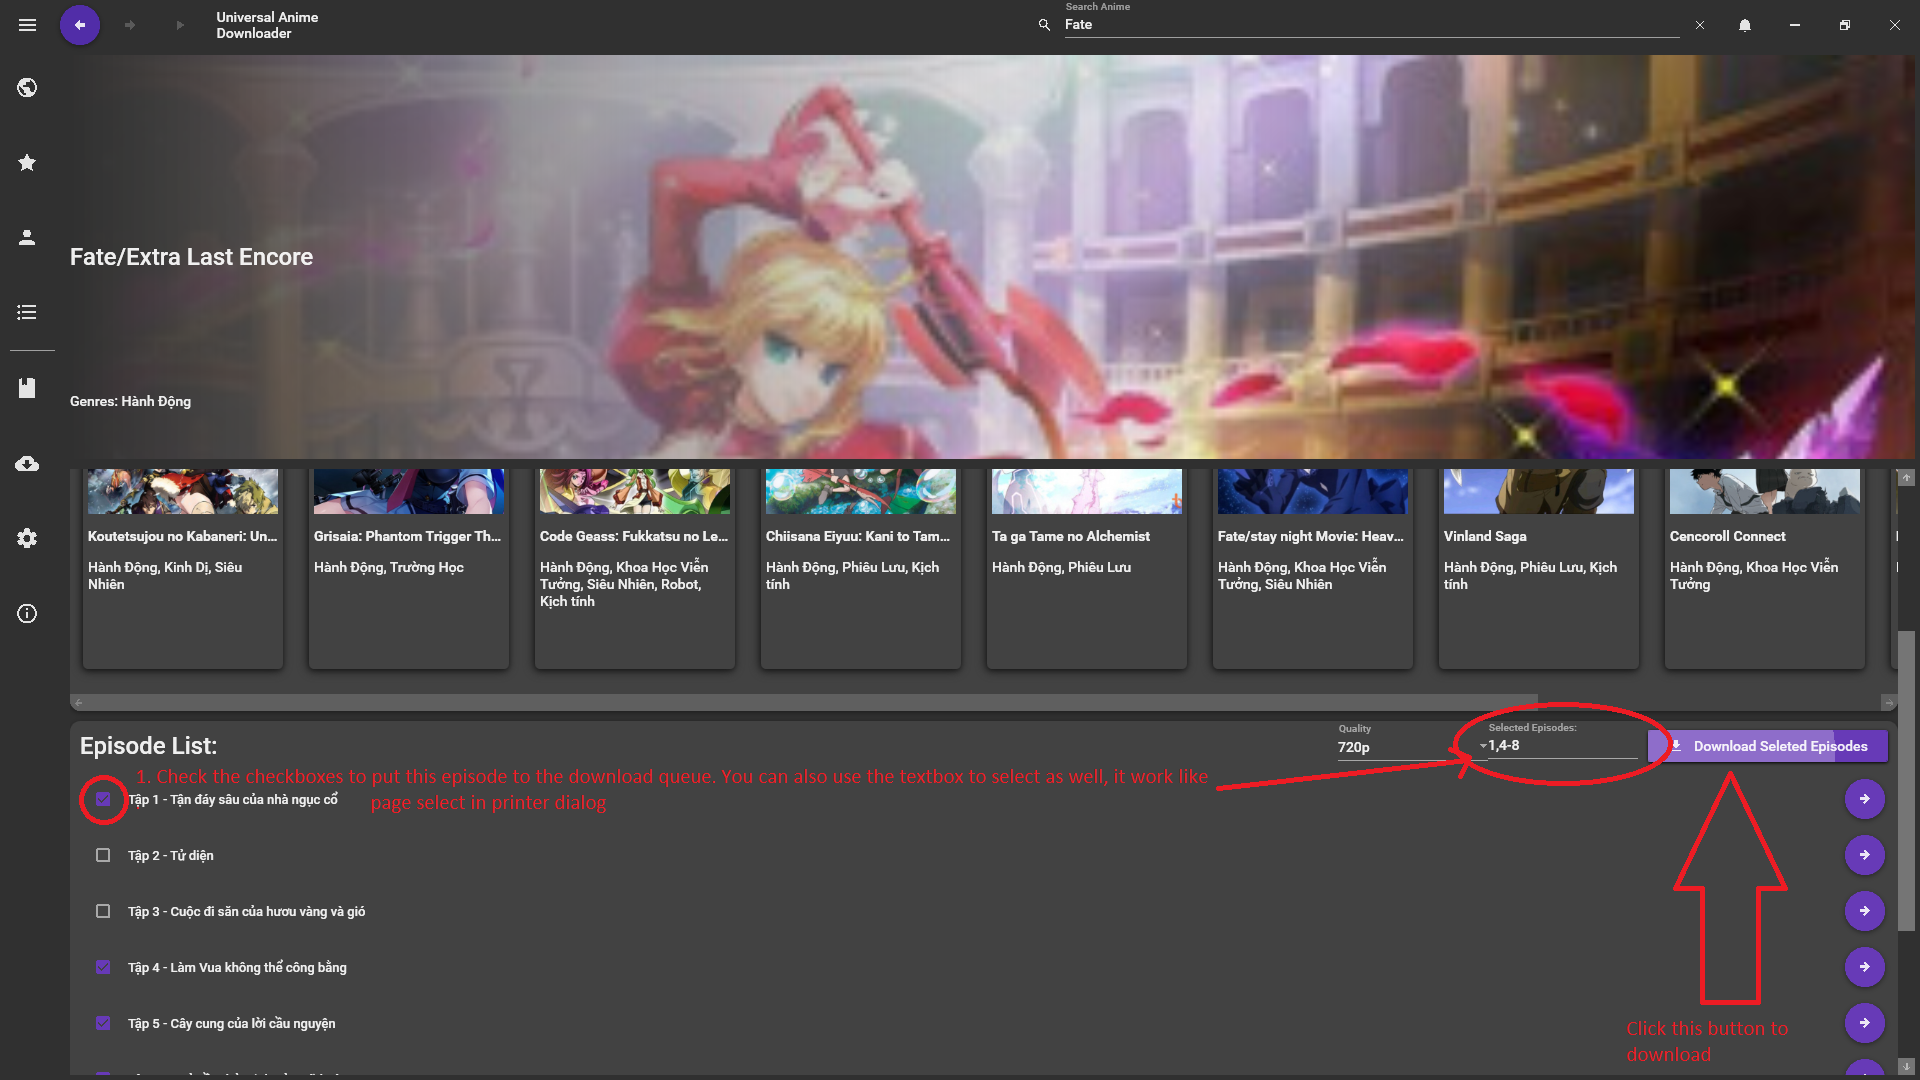 Universal Anime
Downloader
Search Anime
Fate
Fate/Extra Last Encore
Genres: Hành Động
Koutetsujou no Kabaneri: Un...
Hành Động, Kinh Dị, Siêu
Nhiên
Grisaia: Phantom Trigger Th...
Hành Động, Trường Học
Code Geass: Fukkatsu no Le...
Hành Động, Khoa Học Viễn
Tưởng, Siêu Nhiên, Robot,
Kịch tính
Chiisana Eiyuu: Kani to Tam...
Hành Động, Phiêu Lưu, Kịch
tính
Ta ga Tame no Alchemist
Hành Động, Phiêu Lưu
Fate/stay night Movie: Heav...
Hành Động, Khoa Học Viễn
Tưởng, Siêu Nhiên
Vinland Saga
Hành Động, Phiêu Lưu, Kịch
tính
Cencoroll Connect
Hành Động, Khoa Học Viễn
Tưởng
Episode List:
Quality
720p
Selected Episodes:
1,4-8
Download Seleted Episodes
1. Check the checkboxes to put this episode to the download queue. You can also use the textbox to select as well, it work like
page select in printer dialog
Tập 1 - Tận đáy sâu của nhà ngục cổ
Tập 2 - Tử diện
Tập 3 - Cuộc đi săn của hươu vàng và gió
Tập 4 - Làm Vua không thể công bằng
Tập 5 - Cây cung của lời cầu nguyện
Click this button to
download